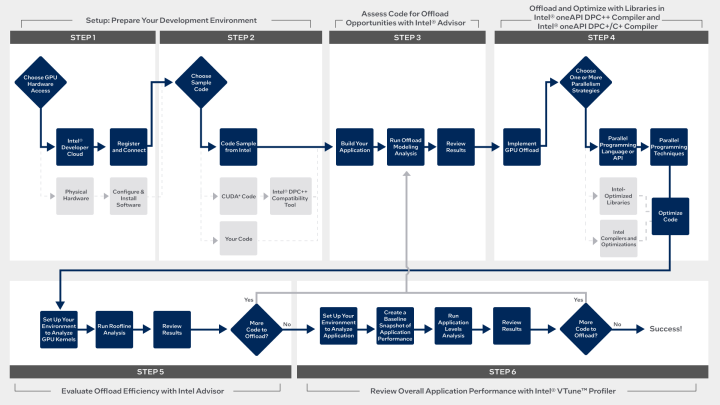 Setup: Prepare Your Development Environment
Assess Code for Offload
Opportunities with Intel® Advisor
Offload and Optimize with Libraries in
Intel® oneAPI DPC++ Compiler and
Intel® oneAPI DPC+/C+ Compiler
STEP 1
STEP 2
STEP 3
STEP 4
Choose GPU
Hardware
Access
Intel®
Developer
Cloud
Register
and Connect
Physical
Hardware
Configure &
Install
Software
Choose
Sample
Code
Code Sample
from Intel
CUDA* Code
Intel® DPC++
Compatibility
Tool
Your Code
Build Your
Application
Run Offload
Modeling
Analysis
Review
Results
Implement
GPU Offload
Choose
One or More
Parallelism
Strategies
Parallel
Programming
Language or
API
Parallel
Programming
Techniques
Intel-
Optimized
Libraries
Intel
Compilers and
Optimizations
Optimize
Code
Set Up Your
Environment
to Analyze
GPU Kernels
Run Roofline
Analysis
Review
Results
More
Code to
Offload?
Yes
No
Set Up Your
Environment
to Analyze
Application
Create a
Baseline
Snapshot of
Application
Performance
Run
Application
Levels
Analysis
Review
Results
More
Code to
Offload?
Yes
No
Success!
STEP 5
STEP 6
Evaluate Offload Efficiency with Intel Advisor
Review Overall Application Performance with Intel® VTune™ Profiler